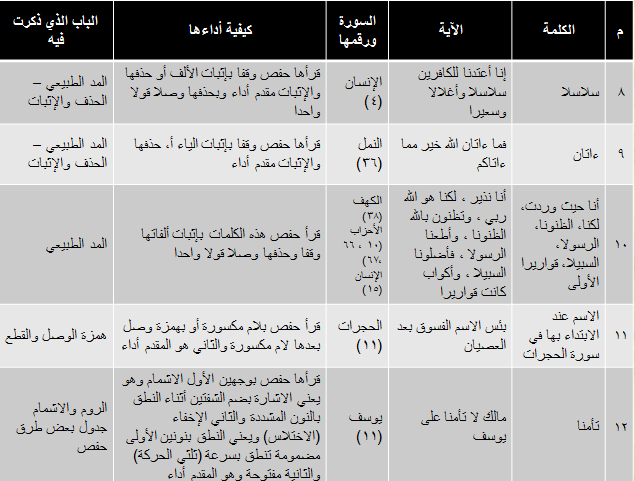 م
الكلمة
الآية
السورة
ورقمها
كيفية أداءها
الباب الذي ذكرت
فيه
٨
سلاسلا
إنا أعتدنا للكافرين
سلاسلا وأغلالا
وسعيرا
الإنسان
(٤)
قرأها حفص وقفا بإثبات الألف أو حذفها
والإثبات مقدم أداء وبحذفها وصلا قولا
واحدا
المد الطبيعي –
الحذف والإثبات
٩
ءاتان
فما ءاتان الله خير مما
ءاتاكم
النمل
(٣٦)
قرأها حفص وقفا بإثبات الياء أ، حذفها
والإثبات مقدم أداء
المد الطبيعي –
الحذف والإثبات
١٠
أنا حيث وردت،
لكنا، الظنونا،
الرسولا،
السبيلا، قواريرا
الأولى
أنا نذير ، لكنا هو الله
ربي ، وتظنون بالله
الظنونا ، وأطعنا
الرسولا ، فأضلونا
السبيلا ، وأكواب
كانت قواريرا
الكهف
(٣٨)
الأحزاب
(١٠ ، ٦٦
،٦٧)
الإنسان
(١٥)
قرأ حفص هذه الكلمات بإثبات ألفاتها
وقفا وحذفها وصلا قولا واحدا
المد الطبيعي
١١
الاسم عند
الابتداء بها في
سورة الحجرات
بئس الاسم الفسوق بعد
العصيان
الحجرات
(١١)
قرأ حفص بلام مكسورة أو بهمزة وصل
بعدها لام مكسورة والثاني هو المقدم أداء
همزة الوصل والقطع
١٢
تأمنا
مالك لا تأمنا على
يوسف
يوسف
(١١)
قرأها حفص بوجهين الأول الاشمام وهو
يعني الاشارة بضم الشفتين أثناء النطق
بالنون المشددة والثاني الإخفاء
(الاختلاس) ويعني النطق بنونين الأولى
مضمومة تنطق بسرعة (ثلثي الحركة)
والثانية مفتوحة وهو المقدم أداء
الروم والاشمام
جدول بعض طرق
حفص